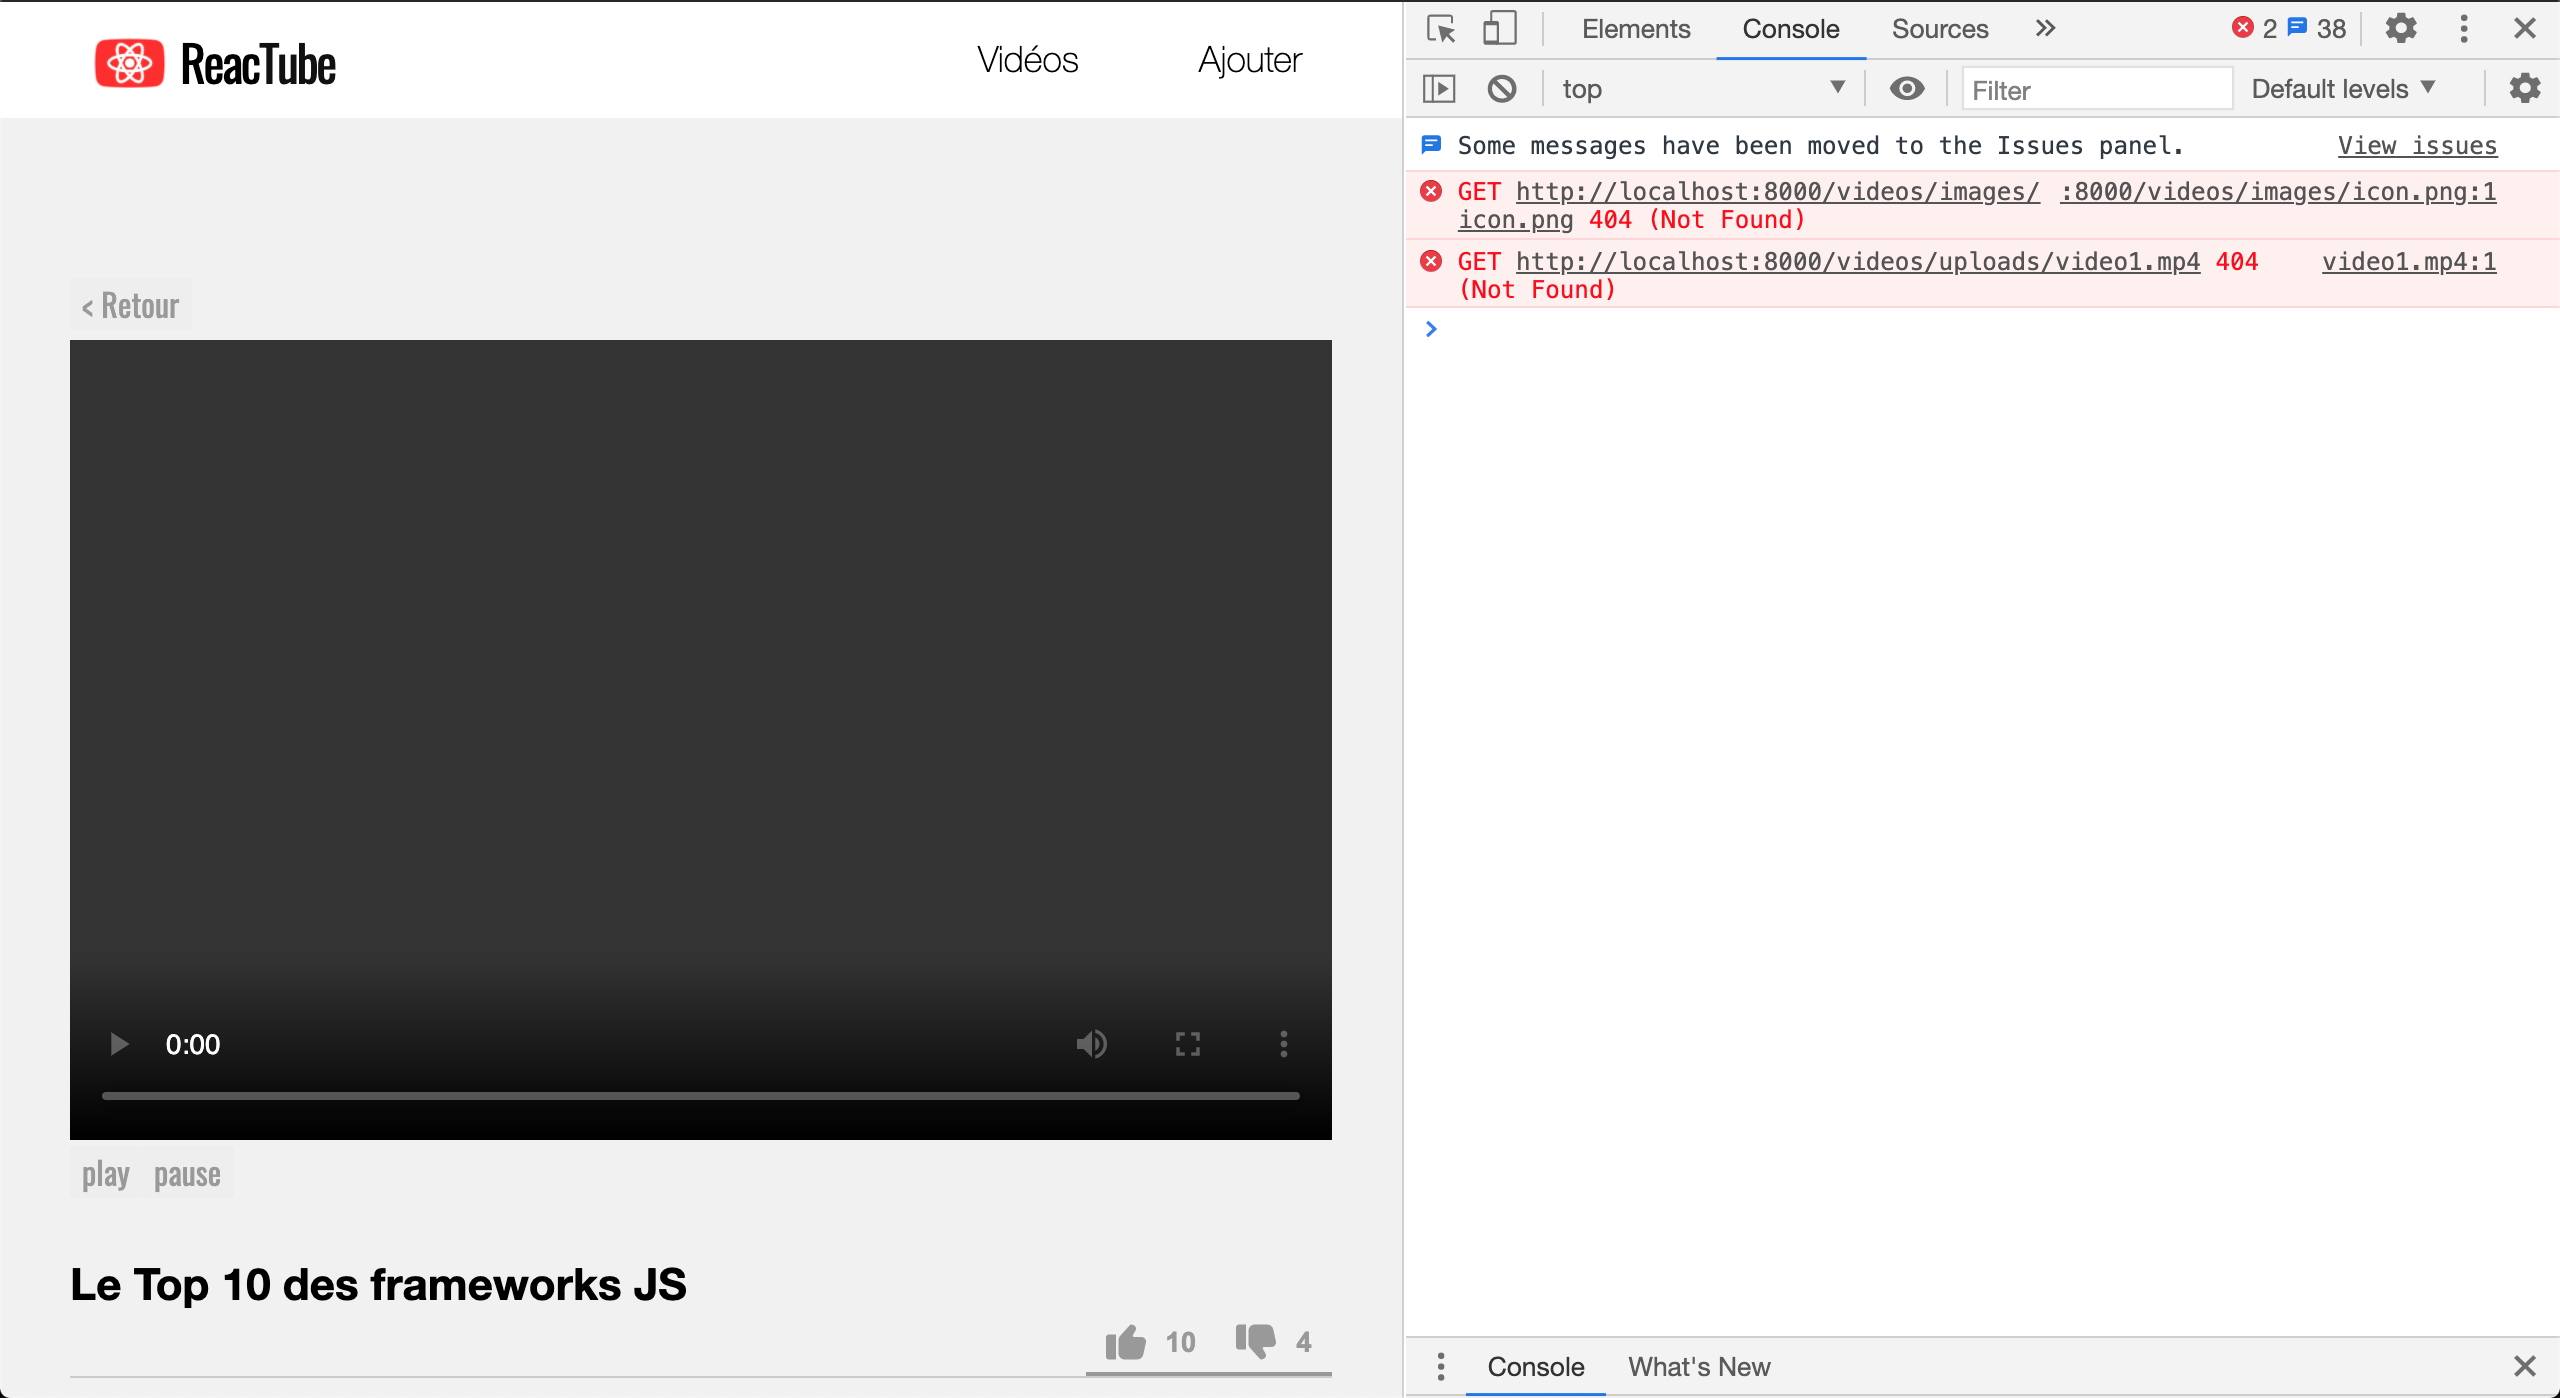 ReacTube
Vidéos Ajouter
< Retour
0:00
play pause
Le Top 10 des frameworks JS
10 4
Elements Console Sources » 2 38
top Filter Default levels
Some messages have been moved to the Issues panel. View issues
GET http://localhost:8000/videos/images/ :8000/videos/images/icon.png:1
icon.png 404 (Not Found)
GET http://localhost:8000/videos/uploads/video1.mp4 404 video1.mp4:1
(Not Found)
Console What's New